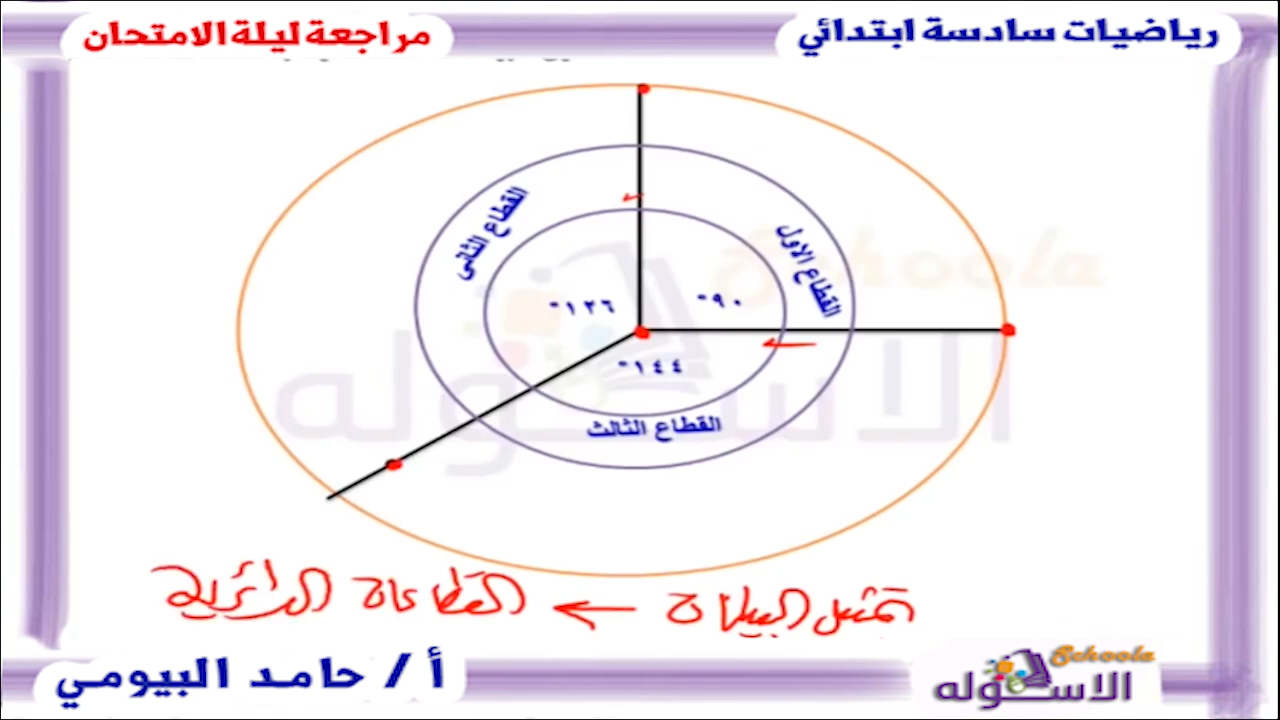 رياضيات سادسة ابتدائي
مراجعة ليلة الامتحان
القطاع الاول
القطاع الثاني
٩٠°
١٢٦°
١٤٤°
القطاع الثالث
تمثيل البيانات ← القطاعات الدائرية
أ / حامد البيومي
Schoola
الاسكوله